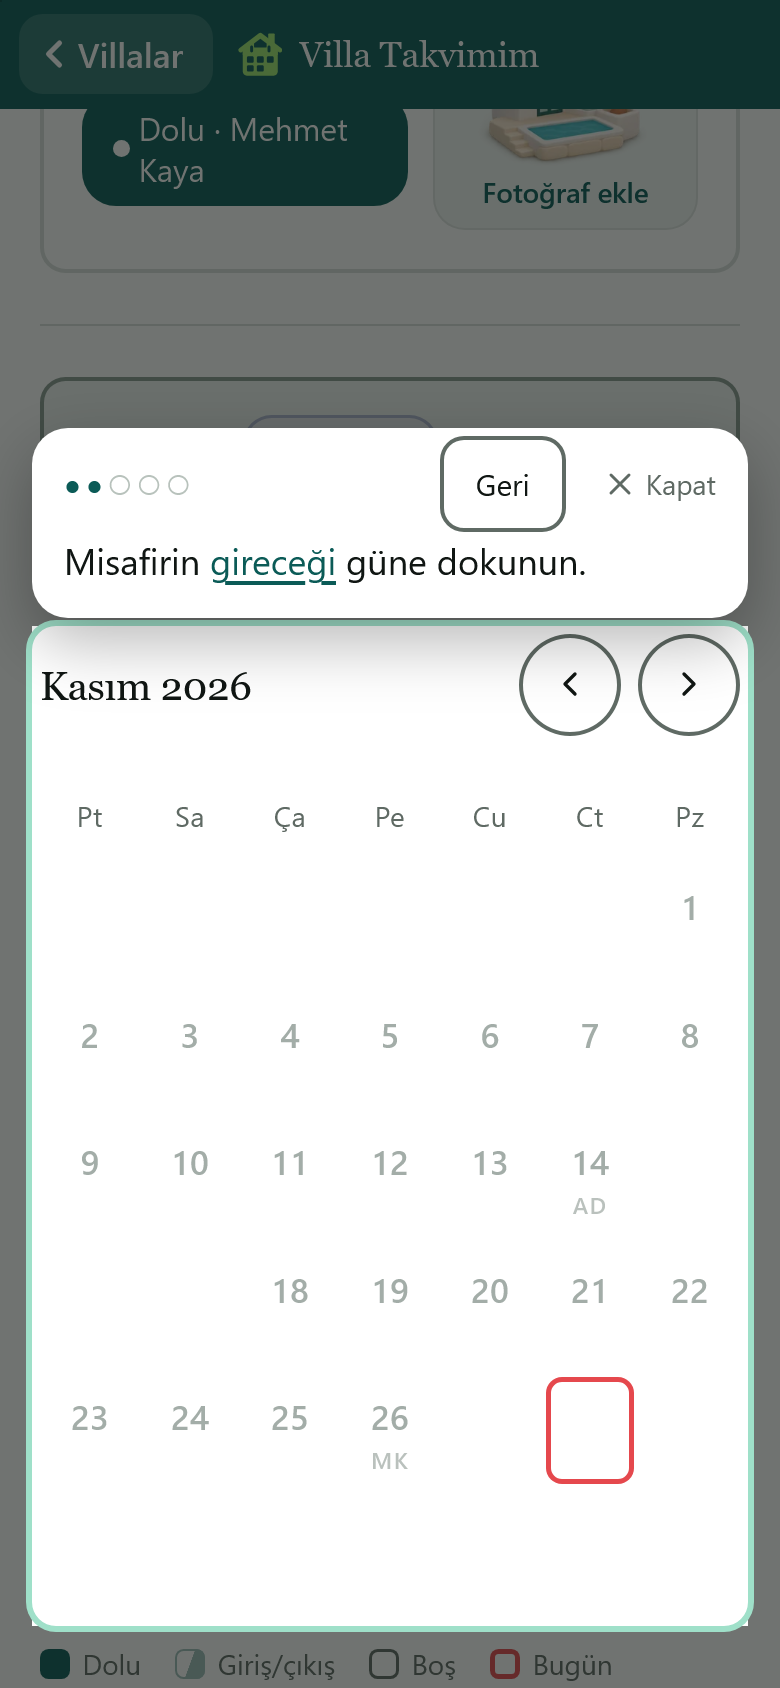 Villalar
Villa Takvimim
Dolu · Mehmet
Kaya
Fotoğraf ekle
Geri
Kapat
Misafirin gireceği güne dokunun.
Kasım 2026
Pt Sa Ça Pe Cu Ct Pz
1
2 3 4 5 6 7 8
9 10 11 12 13 14
AD
18 19 20 21 22
23 24 25 26
MK
Dolu Giriş/çıkış Boş Bugün